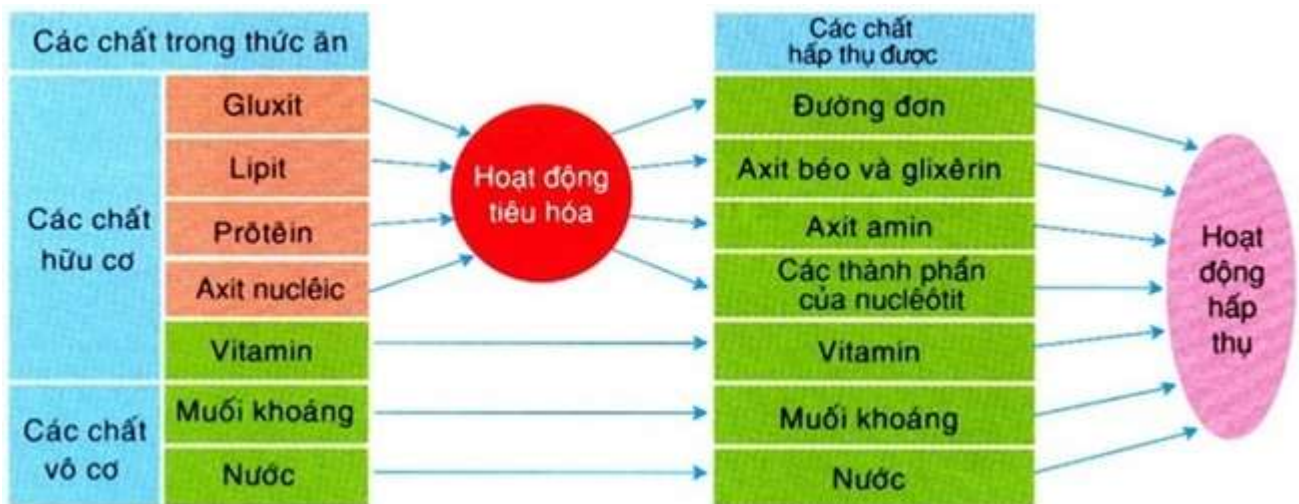 Các chất trong thức ăn
Các chất
hữu cơ
Gluxit
Lipit
Prôtêin
Axit nuclêic
Vitamin
Các chất
vô cơ
Muối khoáng
Nước
Hoạt động
tiêu hóa
Các chất
hấp thụ được
Đường đơn
Axit béo và glixêrin
Axit amin
Các thành phần
của nuclêôtit
Vitamin
Muối khoáng
Nước
Hoạt
động
hấp
thụ